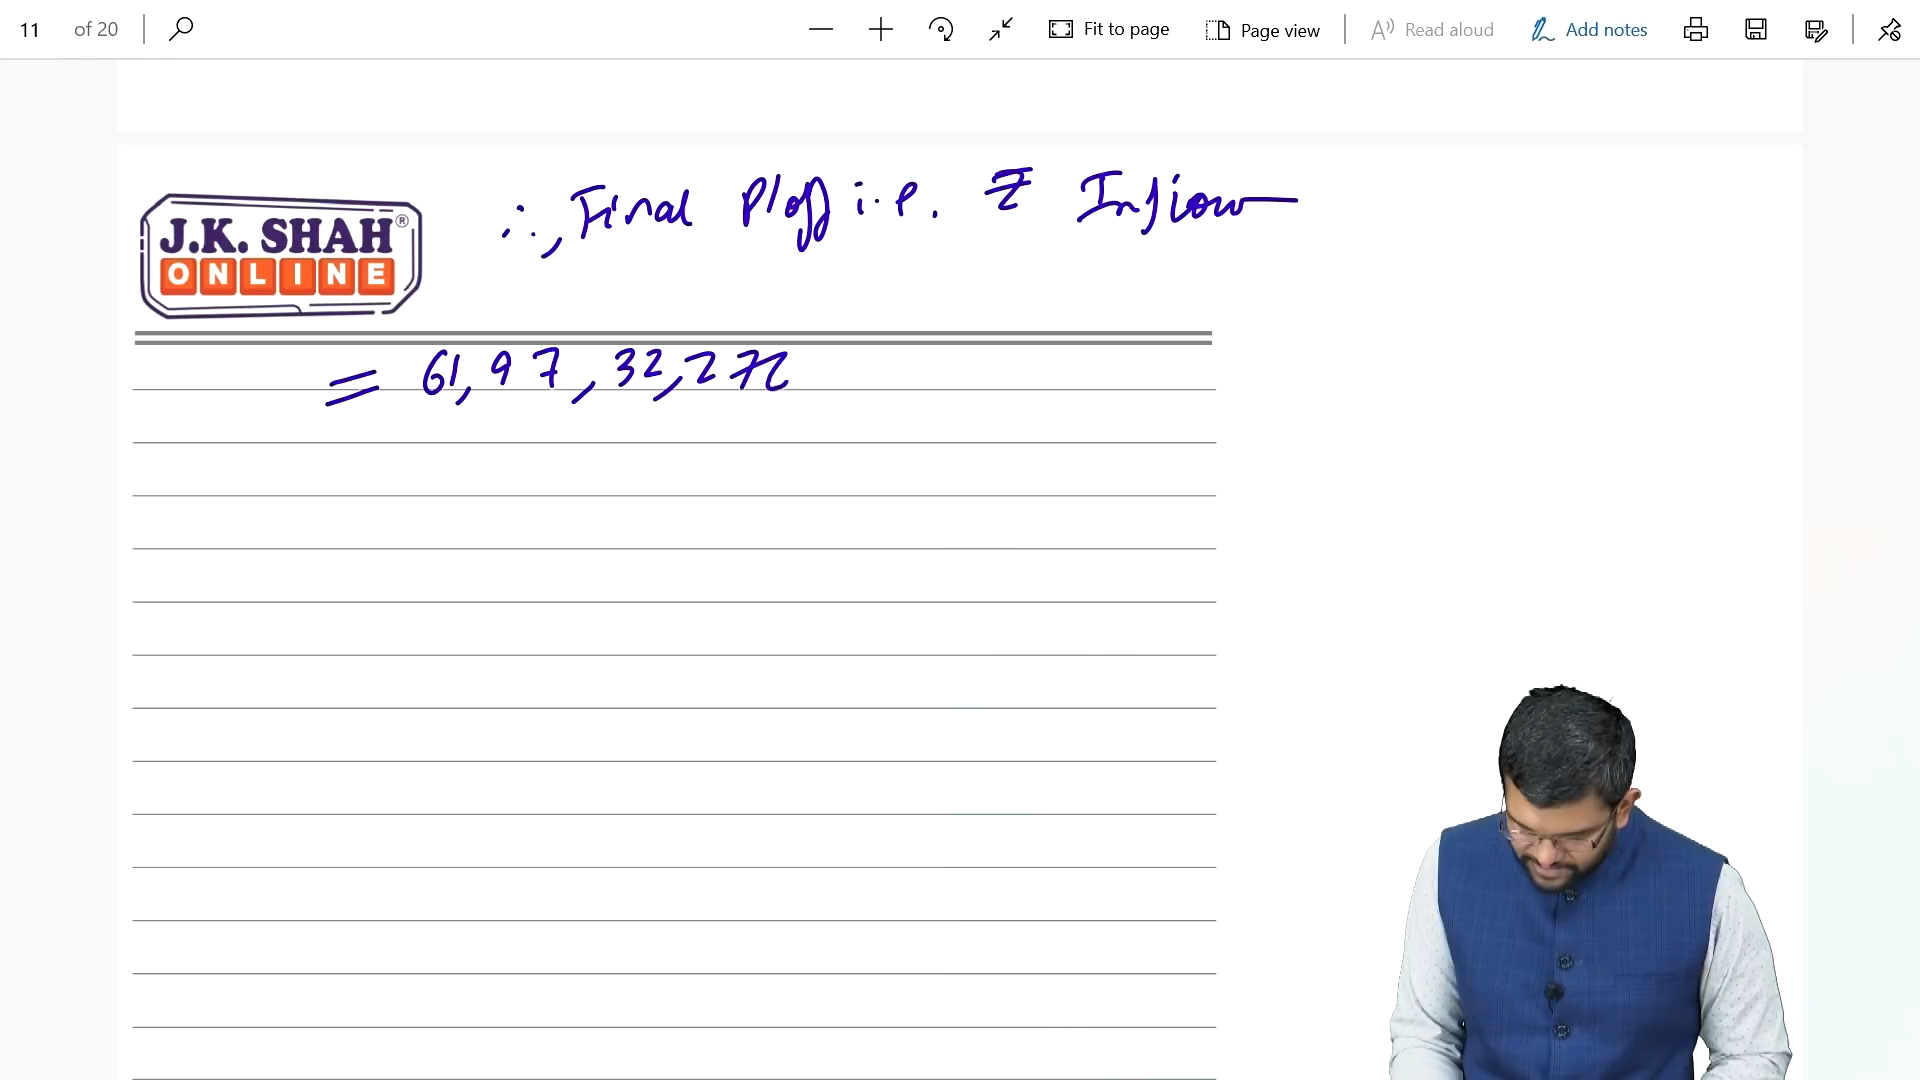 11 of 20 Fit to page Page view Read aloud Add notes
∴, Final P/off i.e. ₹ Inflow
J.K. SHAH®
ONLINE
= 61,97,32,272